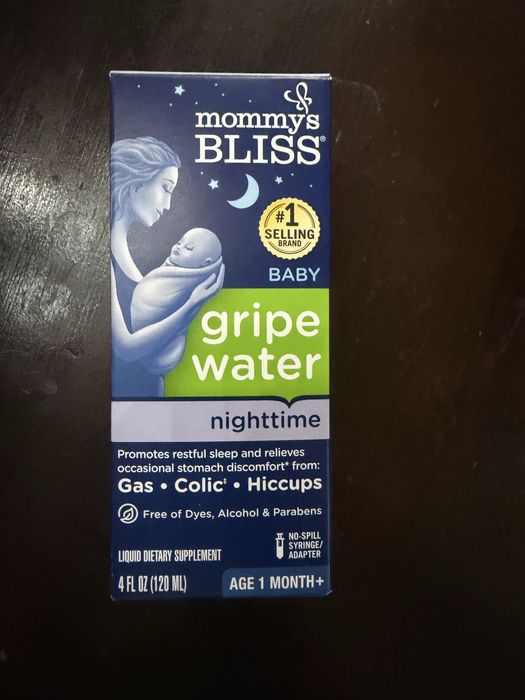 mommy's
BLISS®
#1
SELLING
BRAND
BABY
gripe
water
nighttime
Promotes restful sleep and relieves
occasional stomach discomfort* from:
Gas • Colic‡ • Hiccups
Free of Dyes, Alcohol & Parabens
NO-SPILL
SYRINGE/
ADAPTER
LIQUID DIETARY SUPPLEMENT
4 FL OZ (120 ML)
AGE 1 MONTH+